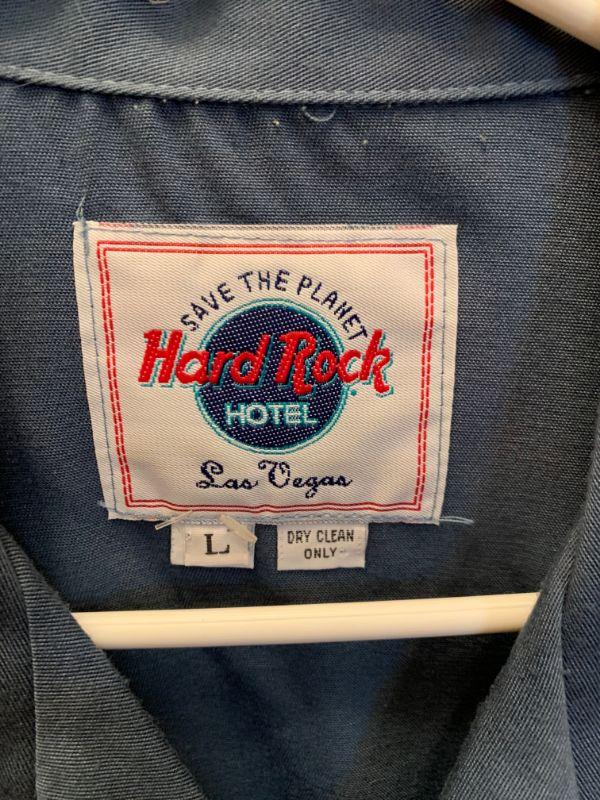 SAVE THE PLANET
Hard Rock
HOTEL
Las Vegas
L
DRY CLEAN
ONLY